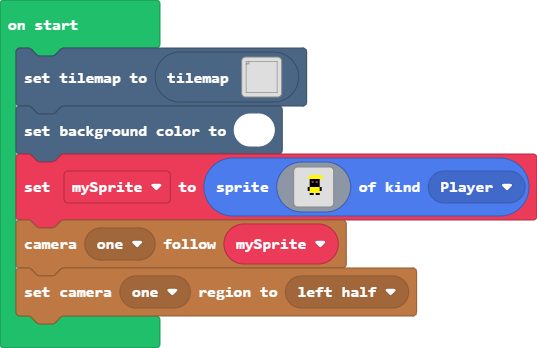 on start
set tilemap to tilemap
set background color to
set mySprite to sprite of kind Player
camera one follow mySprite
set camera one region to left half